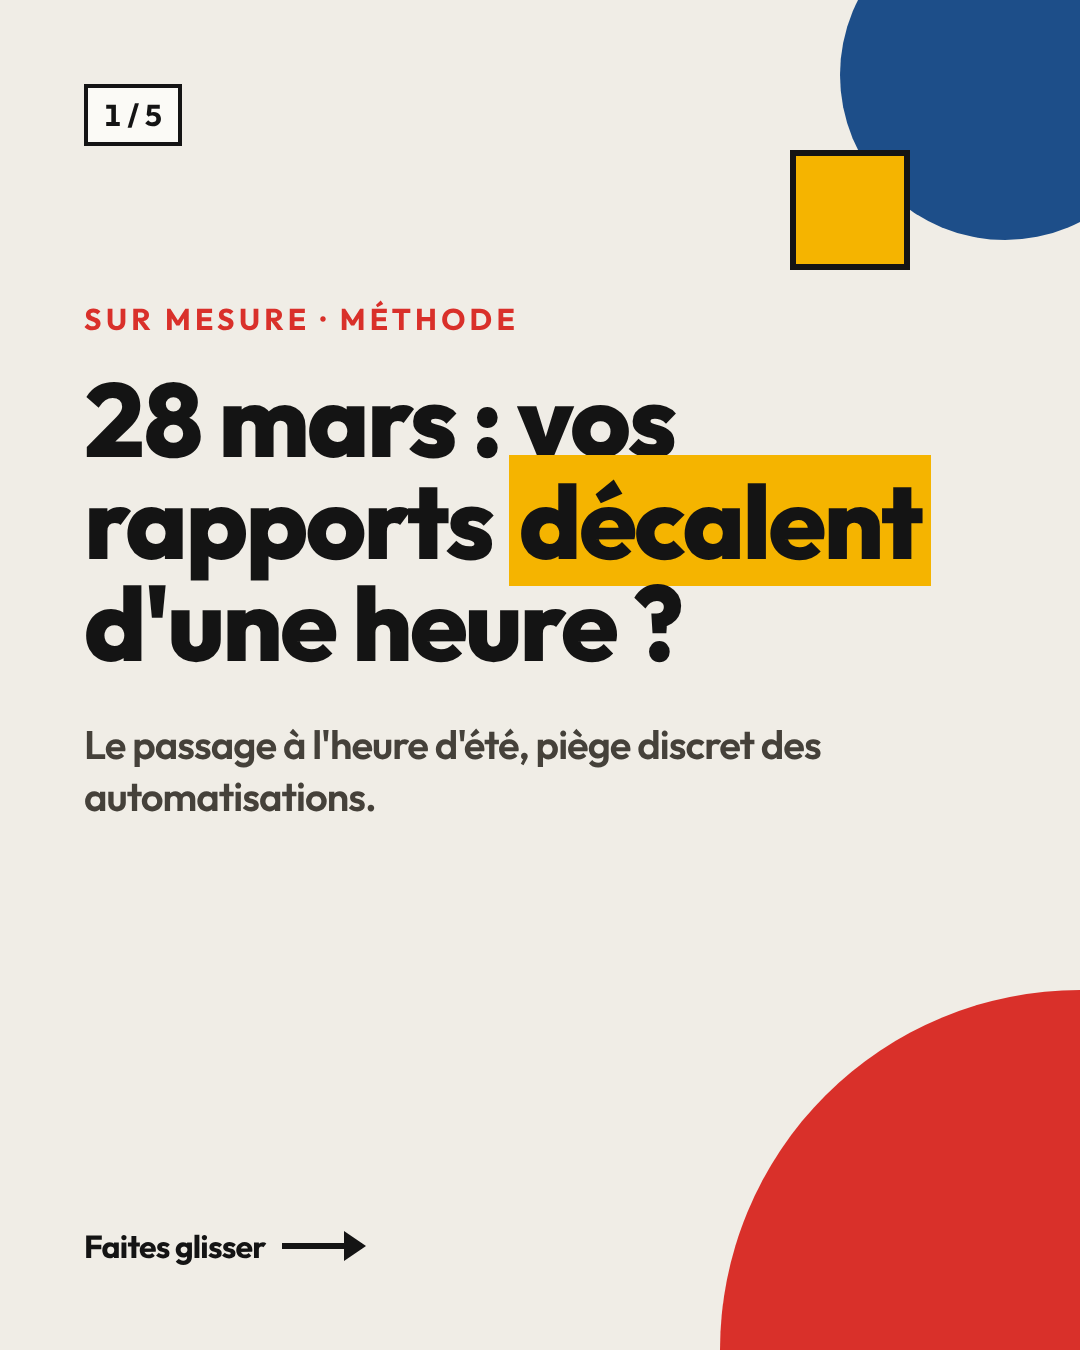 1 / 5
SUR MESURE · MÉTHODE
28 mars : vos
rapports décalent
d'une heure ?
Le passage à l'heure d'été, piège discret des
automatisations.
Faites glisser